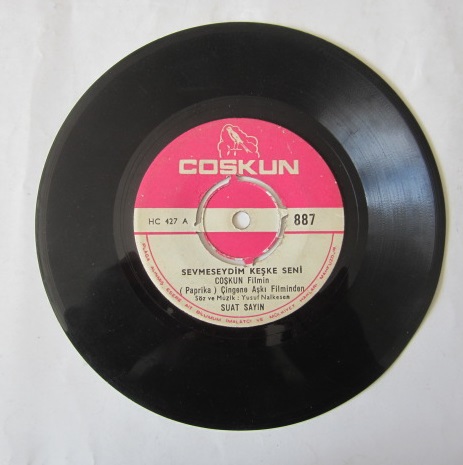 COSKUN
HC 427 A
887
SEVMESEYDİM KEŞKE SENİ
COŞKUN Filmin
( Paprika ) Çingene Aşkı Filminden
Söz ve Müzik : Yusuf Nalkesen
SUAT SAYIN